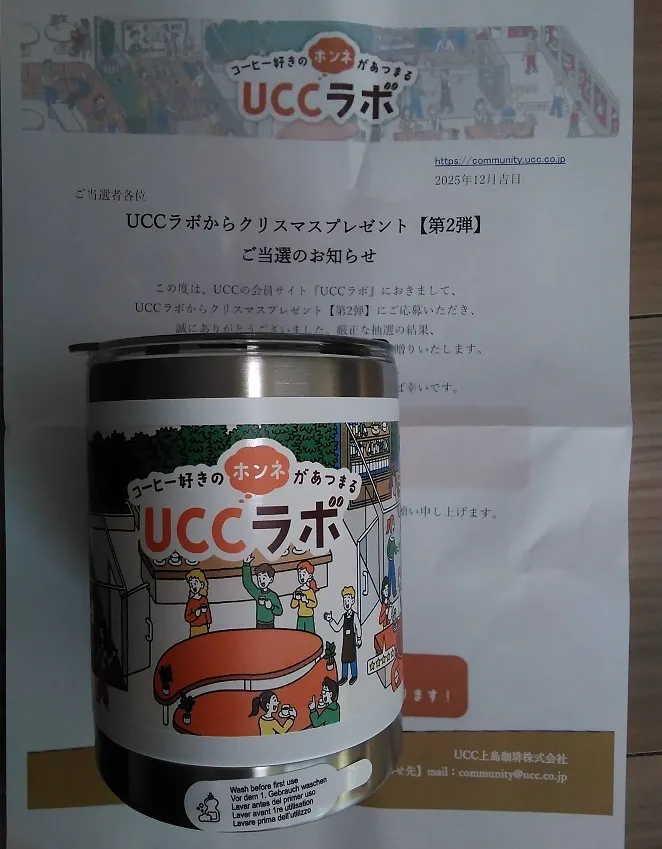 コーヒー好きの ホンネ があつまる
UCCラボ
https://community.ucc.co.jp
2025年12月吉日
ご当選者各位
UCCラボからクリスマスプレゼント【第2弾】
ご当選のお知らせ
この度は、UCCの会員サイト『UCCラボ』におきまして、
UCCラボからクリスマスプレゼント【第2弾】にご応募いただき、
誠にありがとうございました。厳正な抽選の結果、
贈りいたします。
ば幸いです。
願い申し上げます。
ります！
UCC上島珈琲株式会社
せ先】mail：community@ucc.co.jp
コーヒー好きの ホンネ があつまる
UCCラボ
Wash before first use
Vor dem 1. Gebrauch waschen
Lavar antes del primer uso
Laver avant 1re utilisation
Lavare prima dell'utilizzo